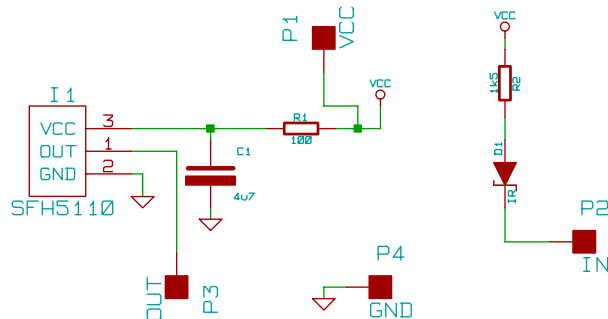 P1
VCC
VCC
VCC
1k5
R2
I1
VCC
3
OUT
1
GND
2
SFH5110
R1
100
C1
4u7
D1
IR
P2
IN
OUT
P3
P4
GND